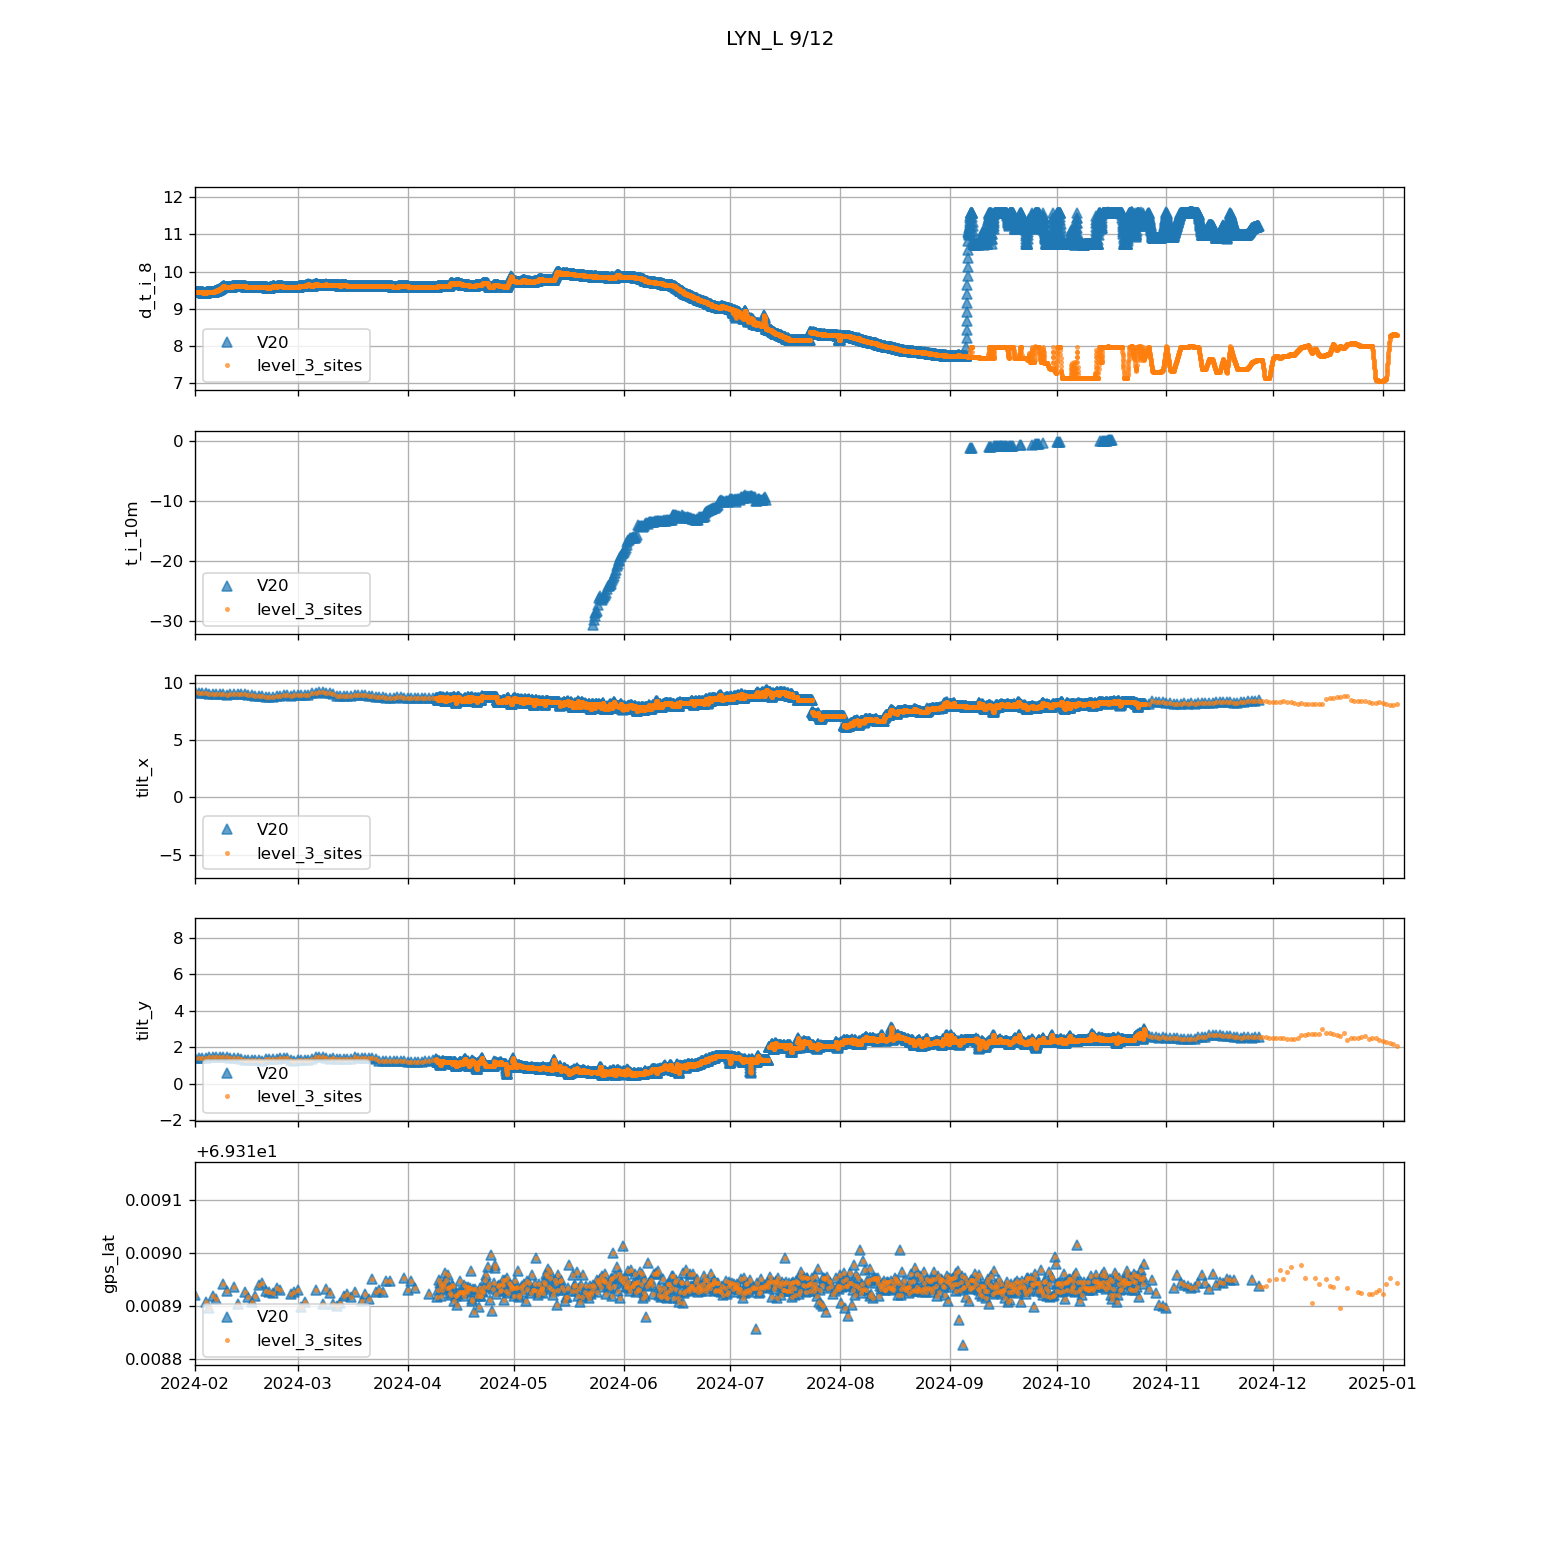 LYN_L 9/12
12
11
10
9
8
7
d_t_i_8
V20
level_3_sites
0
−10
−20
−30
t_i_10m
V20
level_3_sites
10
5
0
−5
tilt_x
V20
level_3_sites
8
6
4
2
0
−2
tilt_y
V20
level_3_sites
+6.931e1
0.0091
0.0090
0.0089
0.0088
gps_lat
V20
level_3_sites
2024-02 2024-03 2024-04 2024-05 2024-06 2024-07 2024-08 2024-09 2024-10 2024-11 2024-12 2025-01